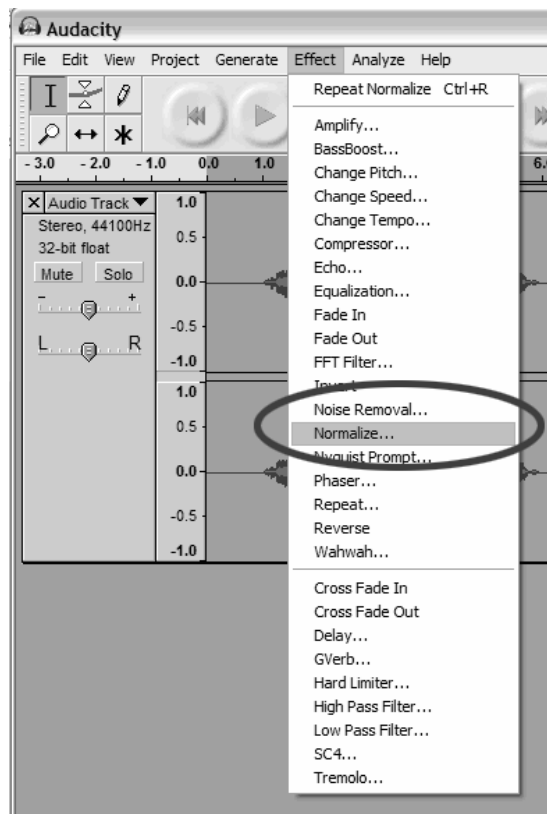 Audacity
File Edit View Project Generate Effect Analyze Help
- 3.0 - 2.0 - 1.0 0.0 1.0 6.
Audio Track
Stereo, 44100Hz
32-bit float
Mute Solo
- +
L R
1.0
0.5
0.0
-0.5
-1.0
1.0
0.5
0.0
-0.5
-1.0
Repeat Normalize Ctrl+R
Amplify...
BassBoost...
Change Pitch...
Change Speed...
Change Tempo...
Compressor...
Echo...
Equalization...
Fade In
Fade Out
FFT Filter...
Invert
Noise Removal...
Normalize...
Nyquist Prompt...
Phaser...
Repeat...
Reverse
Wahwah...
Cross Fade In
Cross Fade Out
Delay...
GVerb...
Hard Limiter...
High Pass Filter...
Low Pass Filter...
SC4...
Tremolo...